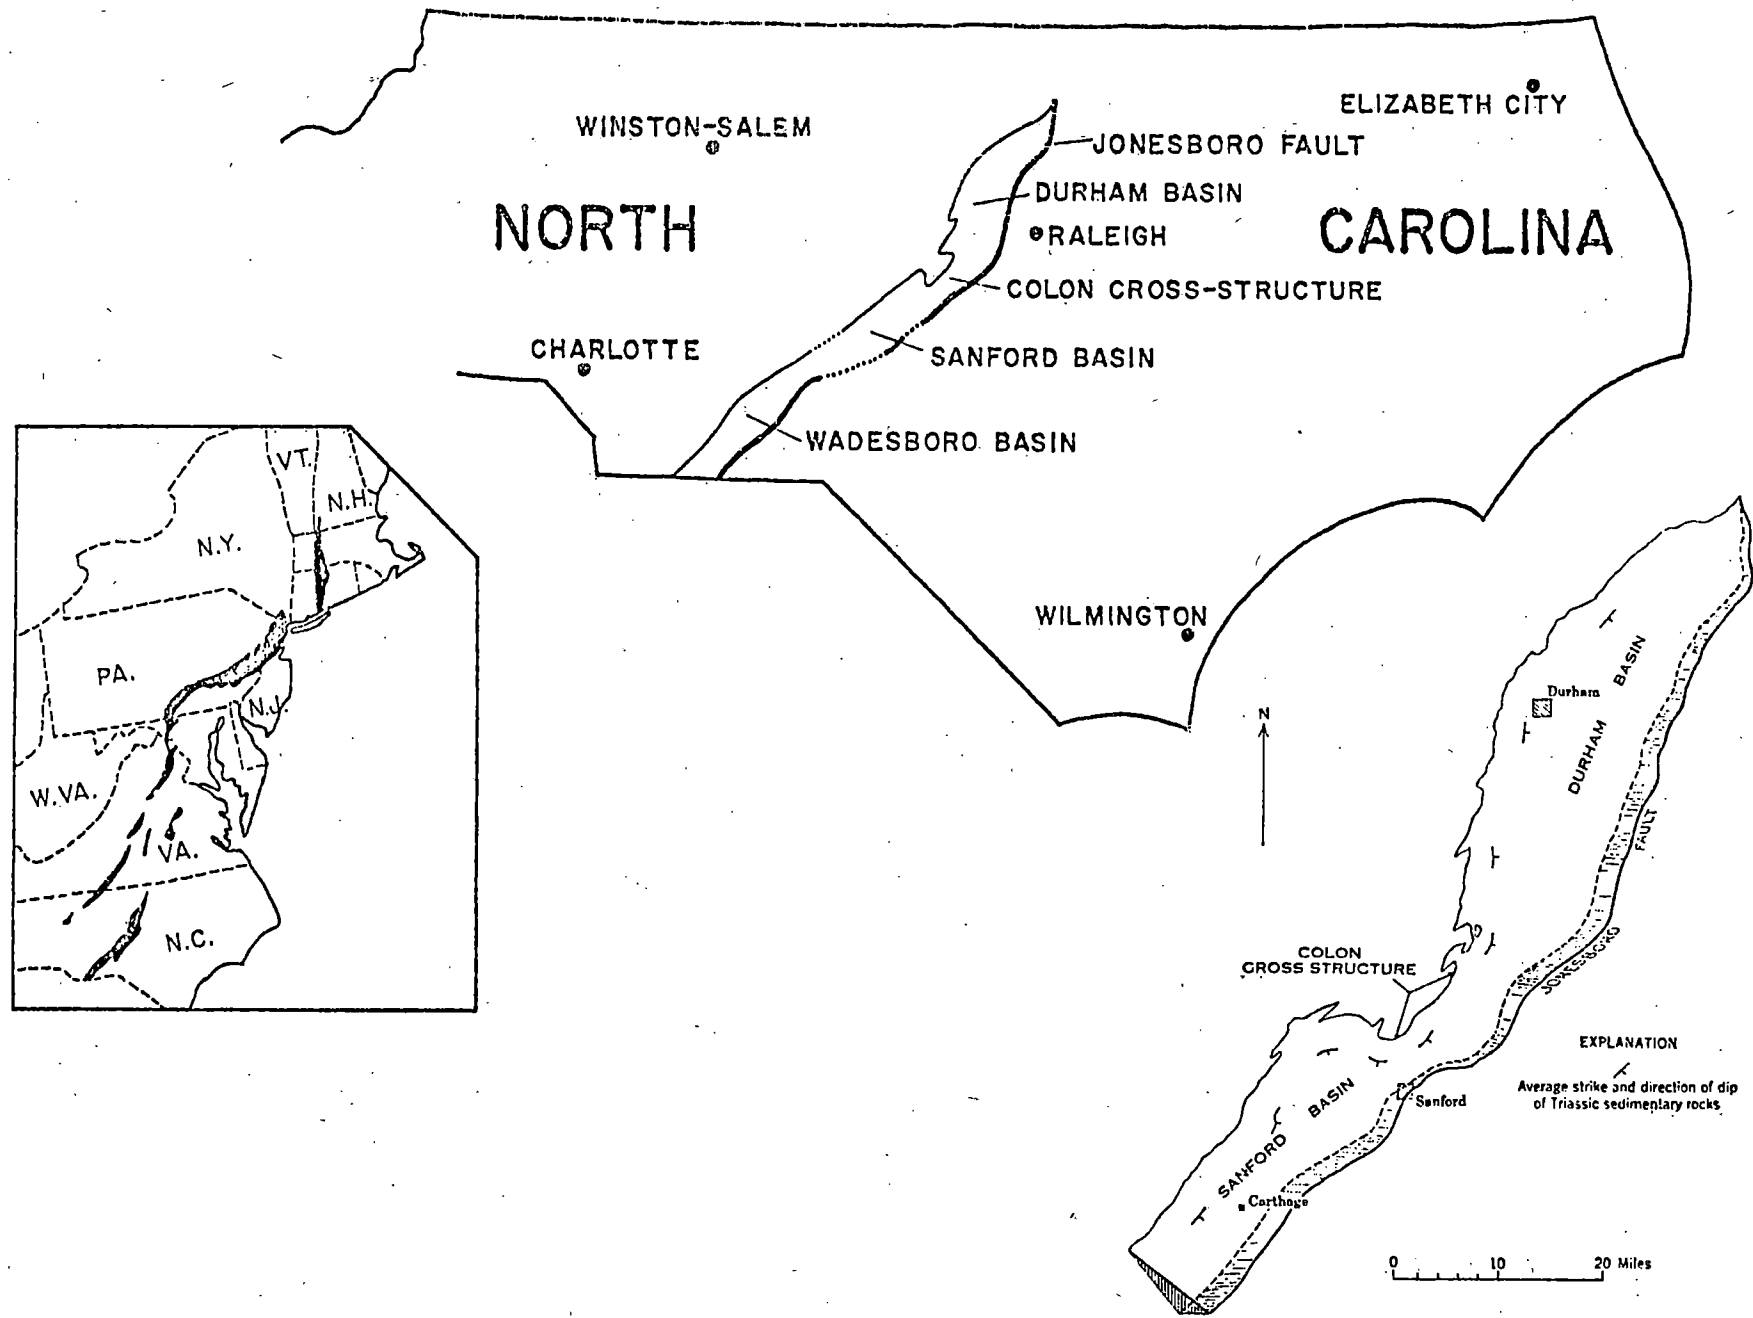 ELIZABETH CITY
WINSTON-SALEM
JONESBORO FAULT
DURHAM BASIN
NORTH
CAROLINA
RALEIGH
COLON CROSS-STRUCTURE
CHARLOTTE
SANFORD BASIN
WADESBORO BASIN
WILMINGTON
VT.
N.H.
N.Y.
PA.
N.J.
W.VA.
VA.
N.C.
N
Durham
DURHAM BASIN
JONESBORO FAULT
COLON
CROSS STRUCTURE
SANFORD BASIN
Sanford
Carthage
EXPLANATION
Average strike and direction of dip
of Triassic sedimentary rocks
0 10 20 Miles